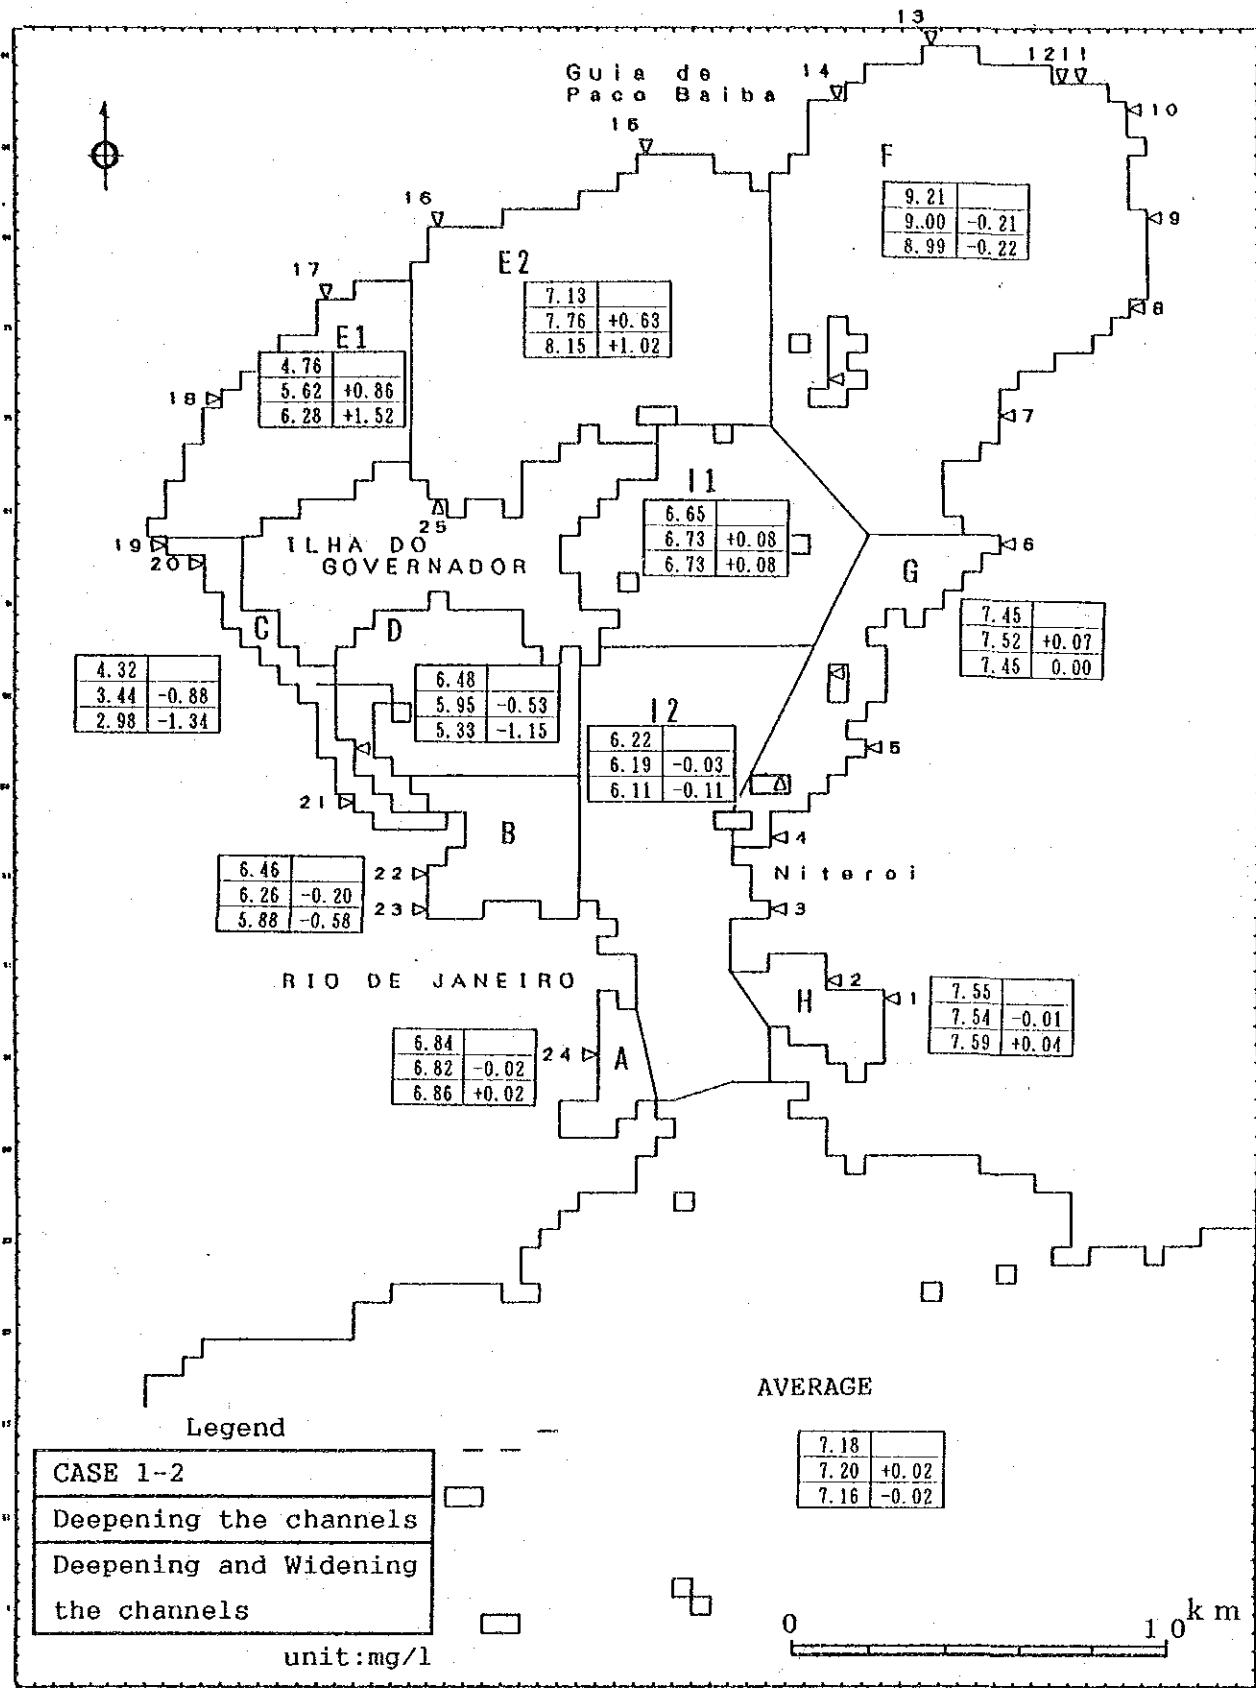 13
Guia de
Paco Baiba
14
12 11
10
15
F
9.21
9..00 -0.21
8.99 -0.22
9
16
E2
7.13
7.76 +0.63
8.15 +1.02
17
8
E1
4.76
5.62 +0.86
6.28 +1.52
18
7
I1
6.65
6.73 +0.08
6.73 +0.08
25
19
20
ILHA DO
GOVERNADOR
6
G
7.45
7.52 +0.07
7.45 0.00
C
D
4.32
3.44 -0.88
2.98 -1.34
6.48
5.95 -0.53
5.33 -1.15
I2
6.22
6.19 -0.03
6.11 -0.11
5
21
B
4
6.46
6.26 -0.20
5.88 -0.58
22
23
Niteroi
3
RIO DE JANEIRO
2
H
1
7.55
7.54 -0.01
7.59 +0.04
6.84
6.82 -0.02
6.86 +0.02
24
A
AVERAGE
7.18
7.20 +0.02
7.16 -0.02
Legend
CASE 1-2
Deepening the channels
Deepening and Widening
the channels
unit:mg/l
0 10 km